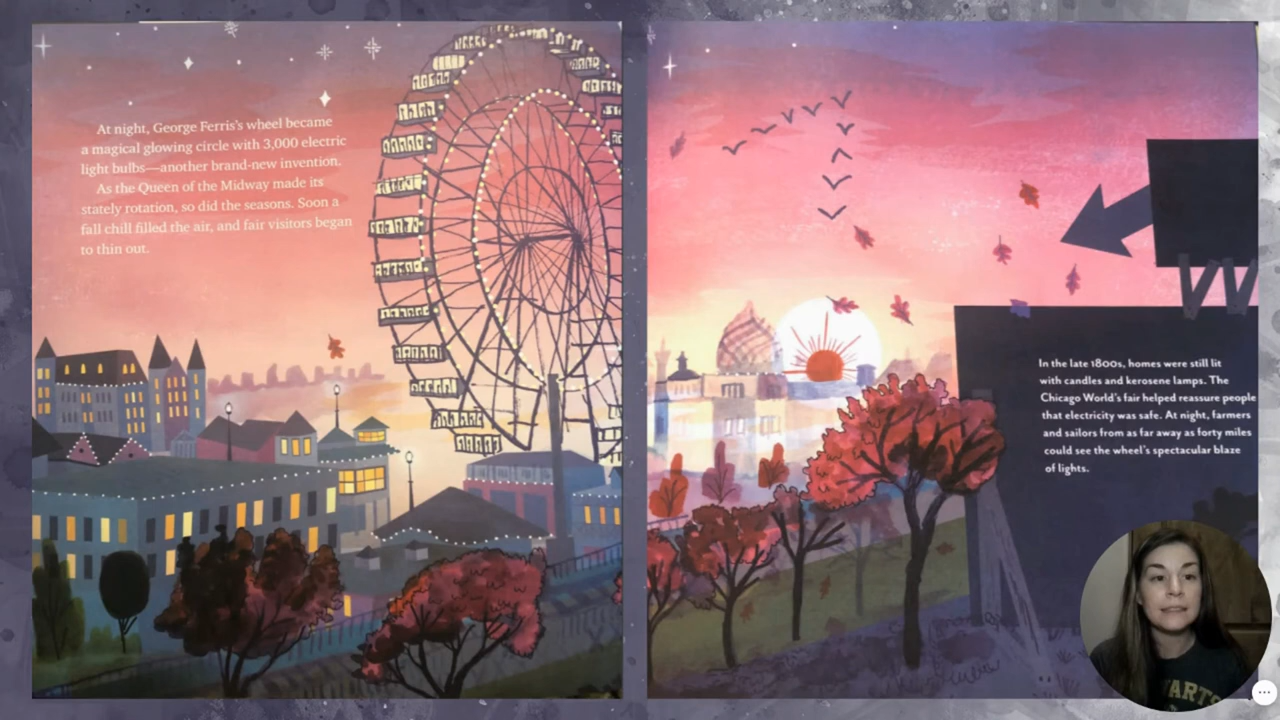 At night, George Ferris's wheel became
a magical glowing circle with 3,000 electric
light bulbs—another brand-new invention.
As the Queen of the Midway made its
stately rotation, so did the seasons. Soon a
fall chill filled the air, and fair visitors began
to thin out.
In the late 1800s, homes were still lit
with candles and kerosene lamps. The
Chicago World's fair helped reassure people
that electricity was safe. At night, farmers
and sailors from as far away as forty miles
could see the wheel's spectacular blaze
of lights.